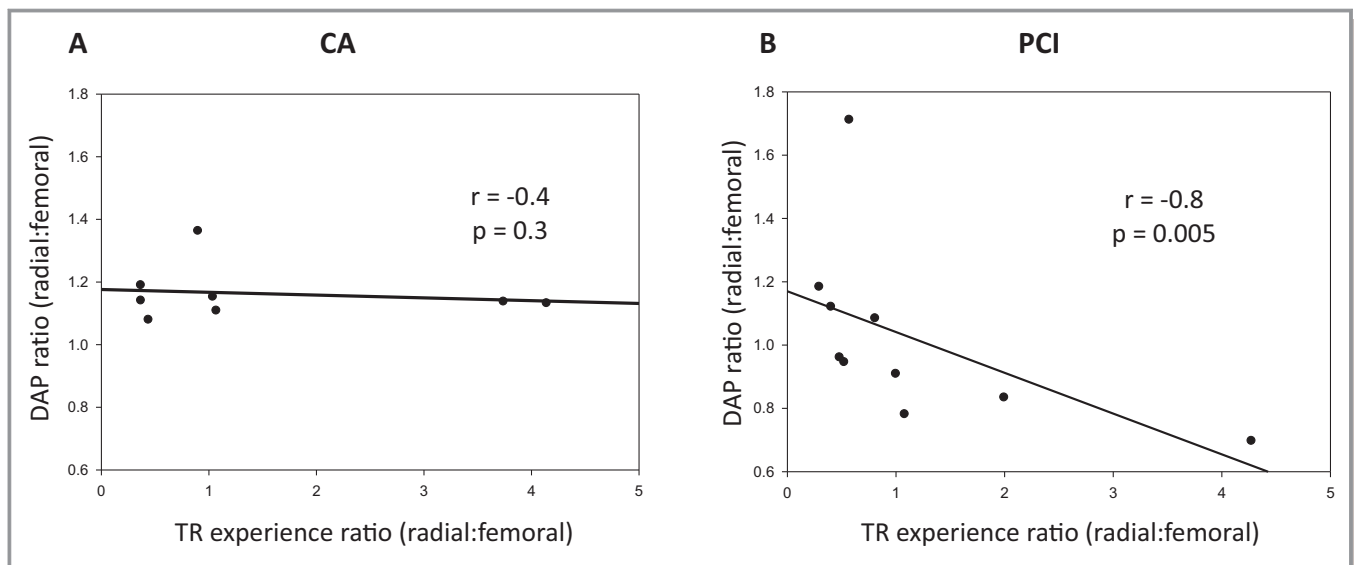 A CA
DAP ratio (radial:femoral)
1.8
1.6
1.4
1.2
1.0
0.8
0.6
r = -0.4
p = 0.3
0 1 2 3 4 5
TR experience ratio (radial:femoral)
B PCI
DAP ratio (radial:femoral)
1.8
1.6
1.4
1.2
1.0
0.8
0.6
r = -0.8
p = 0.005
0 1 2 3 4 5
TR experience ratio (radial:femoral)